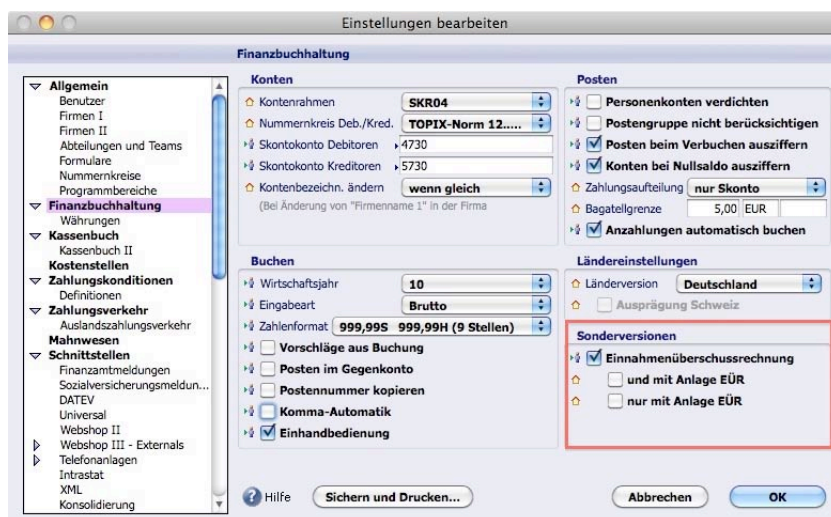 Einstellungen bearbeiten
Finanzbuchhaltung
Allgemein
Benutzer
Firmen I
Firmen II
Abteilungen und Teams
Formulare
Nummernkreise
Programmbereiche
Finanzbuchhaltung
Währungen
Kassenbuch
Kassenbuch II
Kostenstellen
Zahlungskonditionen
Definitionen
Zahlungsverkehr
Auslandszahlungsverkehr
Mahnwesen
Schnittstellen
Finanzamtmeldungen
Sozialversicherungsmeldun...
DATEV
Universal
Webshop II
Webshop III - Externals
Telefonanlagen
Intrastat
XML
Konsolidierung
Konten
Kontenrahmen SKR04
Nummernkreis Deb./Kred. TOPIX-Norm 12.....
Skontokonto Debitoren 4730
Skontokonto Kreditoren 5730
Kontenbezeichn. ändern wenn gleich
(Bei Änderung von "Firmenname 1" in der Firma
Buchen
Wirtschaftsjahr 10
Eingabeart Brutto
Zahlenformat 999,99S 999,99H (9 Stellen)
Vorschläge aus Buchung
Posten im Gegenkonto
Postennummer kopieren
Komma-Automatik
Einhandbedienung
Posten
Personenkonten verdichten
Postengruppe nicht berücksichtigen
Posten beim Verbuchen ausziffern
Konten bei Nullsaldo ausziffern
Zahlungsaufteilung nur Skonto
Bagatellgrenze 5,00 EUR
Anzahlungen automatisch buchen
Ländereinstellungen
Länderversion Deutschland
Ausprägung Schweiz
Sonderversionen
Einnahmenüberschussrechnung
und mit Anlage EÜR
nur mit Anlage EÜR
? Hilfe
Sichern und Drucken...
Abbrechen
OK